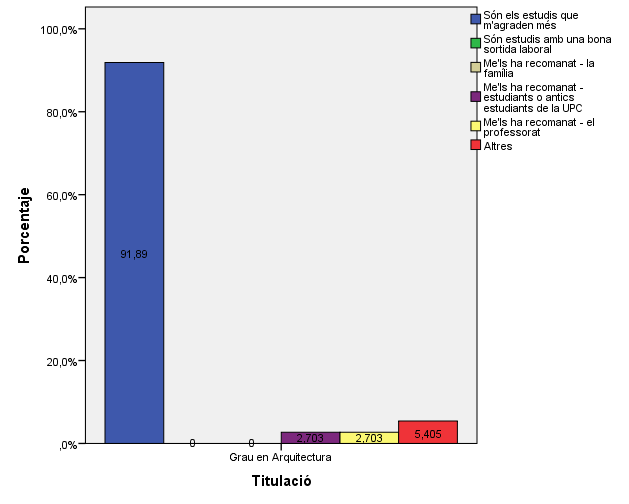 100,0%
80,0%
60,0%
40,0%
20,0%
,0%
Porcentaje
91,89
0
0
2,703
2,703
5,405
Grau en Arquitectura
Titulació
Són els estudis que
m'agraden més
Són estudis amb una bona
sortida laboral
Me'ls ha recomanat - la
família
Me'ls ha recomanat -
estudiants o antics
estudiants de la UPC
Me'ls ha recomanat - el
professorat
Altres